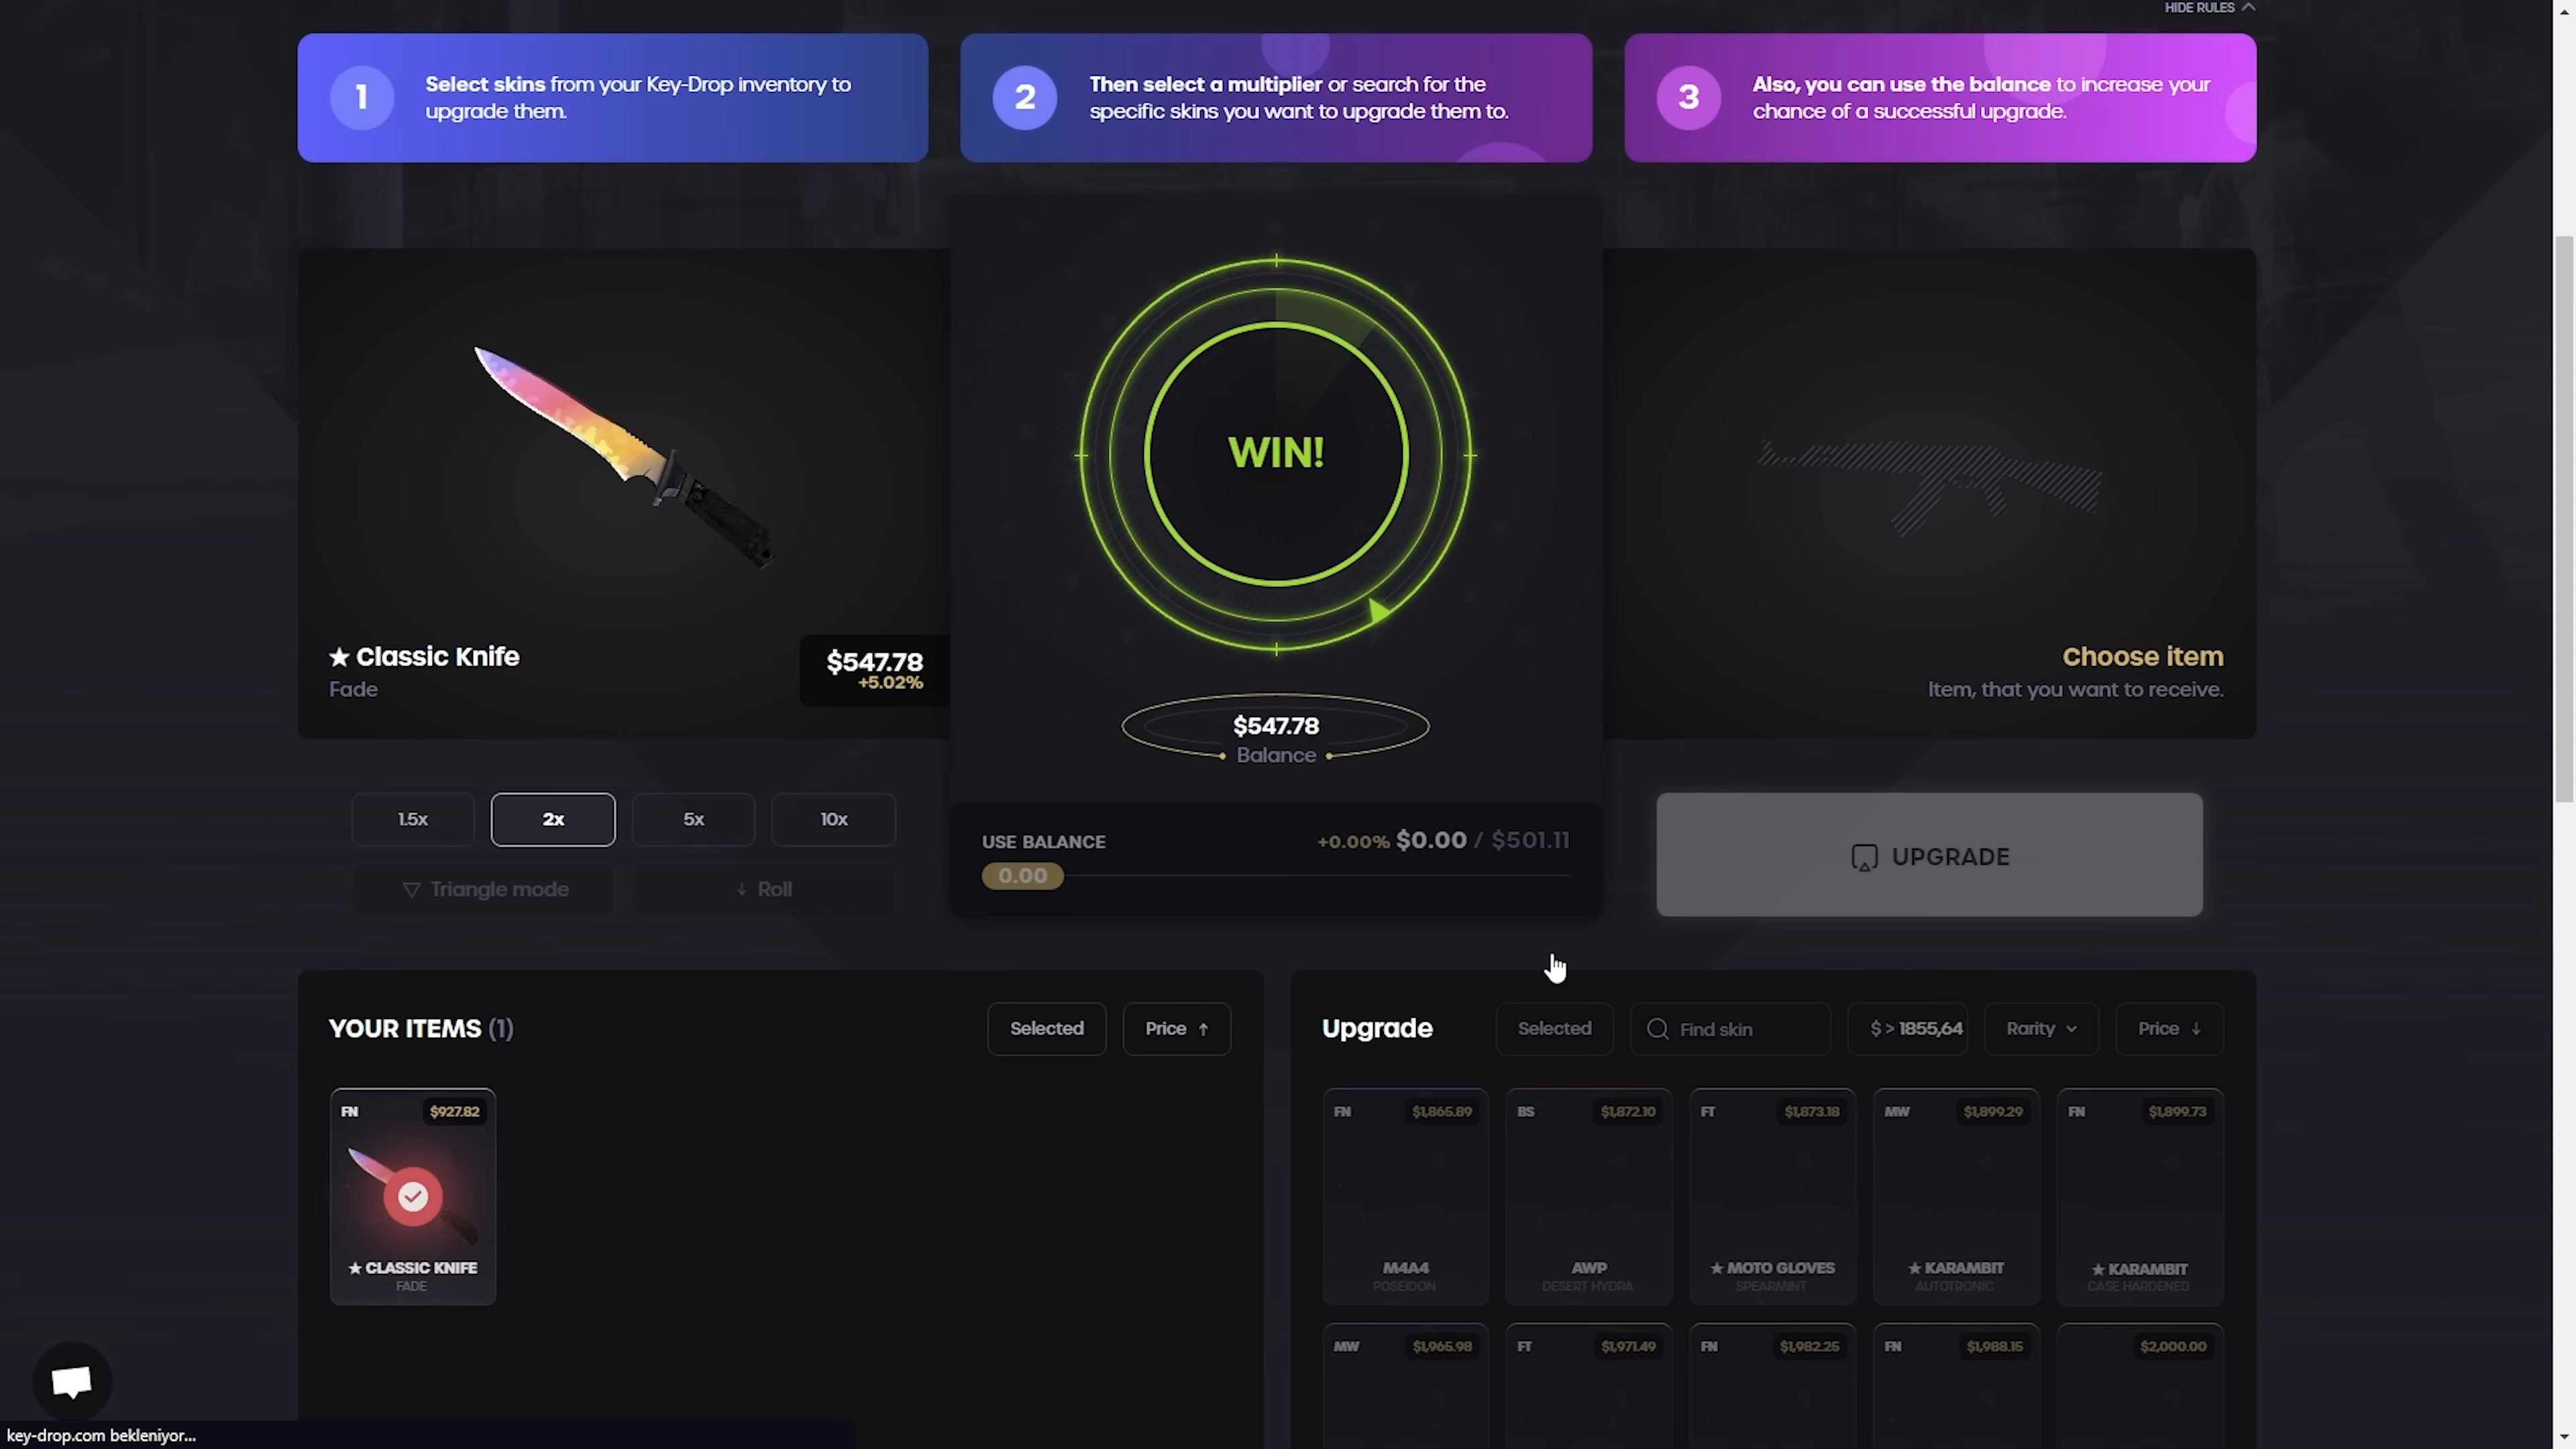 HIDE RULES
1
Select skins from your Key-Drop inventory to
upgrade them.
2
Then select a multiplier or search for the
specific skins you want to upgrade them to.
3
Also, you can use the balance to increase your
chance of a successful upgrade.
WIN!
★ Classic Knife
Fade
$547.78
+5.02%
$547.78
Balance
Choose item
Item, that you want to receive.
1.5x
2x
5x
10x
Triangle mode
↓ Roll
USE BALANCE
+0.00% $0.00 / $501.11
0.00
UPGRADE
YOUR ITEMS (1)
Selected
Price ↑
FN
$927.82
★ CLASSIC KNIFE
FADE
Upgrade
Selected
Find skin
$ > 1855,64
Rarity
Price ↓
FN
$1,865.89
M4A4
POSEIDON
BS
$1,872.10
AWP
DESERT HYDRA
FT
$1,873.18
★ MOTO GLOVES
SPEARMINT
MW
$1,899.29
★ KARAMBIT
AUTOTRONIC
FN
$1,899.73
★ KARAMBIT
CASE HARDENED
MW
$1,965.98
FT
$1,971.49
FN
$1,982.25
FN
$1,988.15
$2,000.00
key-drop.com bekleniyor...